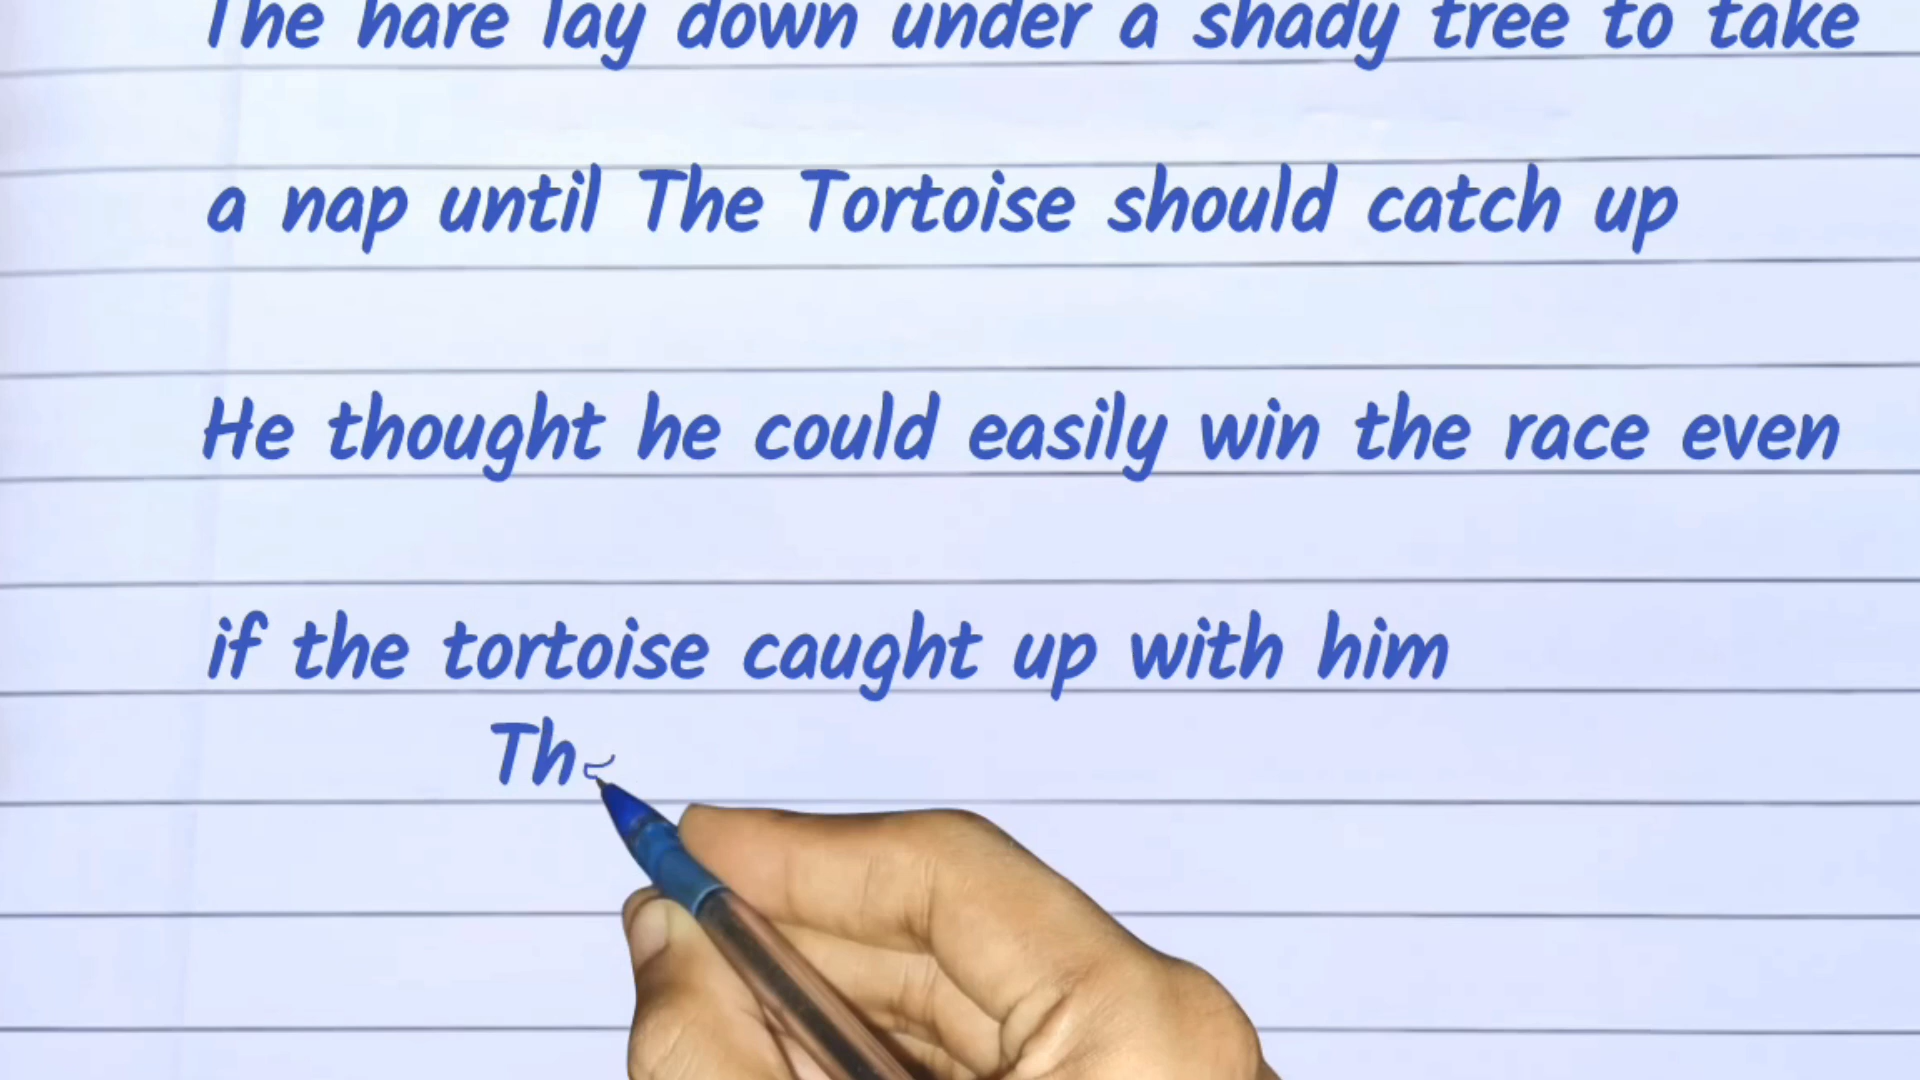 The hare lay down under a shady tree to take
a nap until The Tortoise should catch up
He thought he could easily win the race even
if the tortoise caught up with him
Th